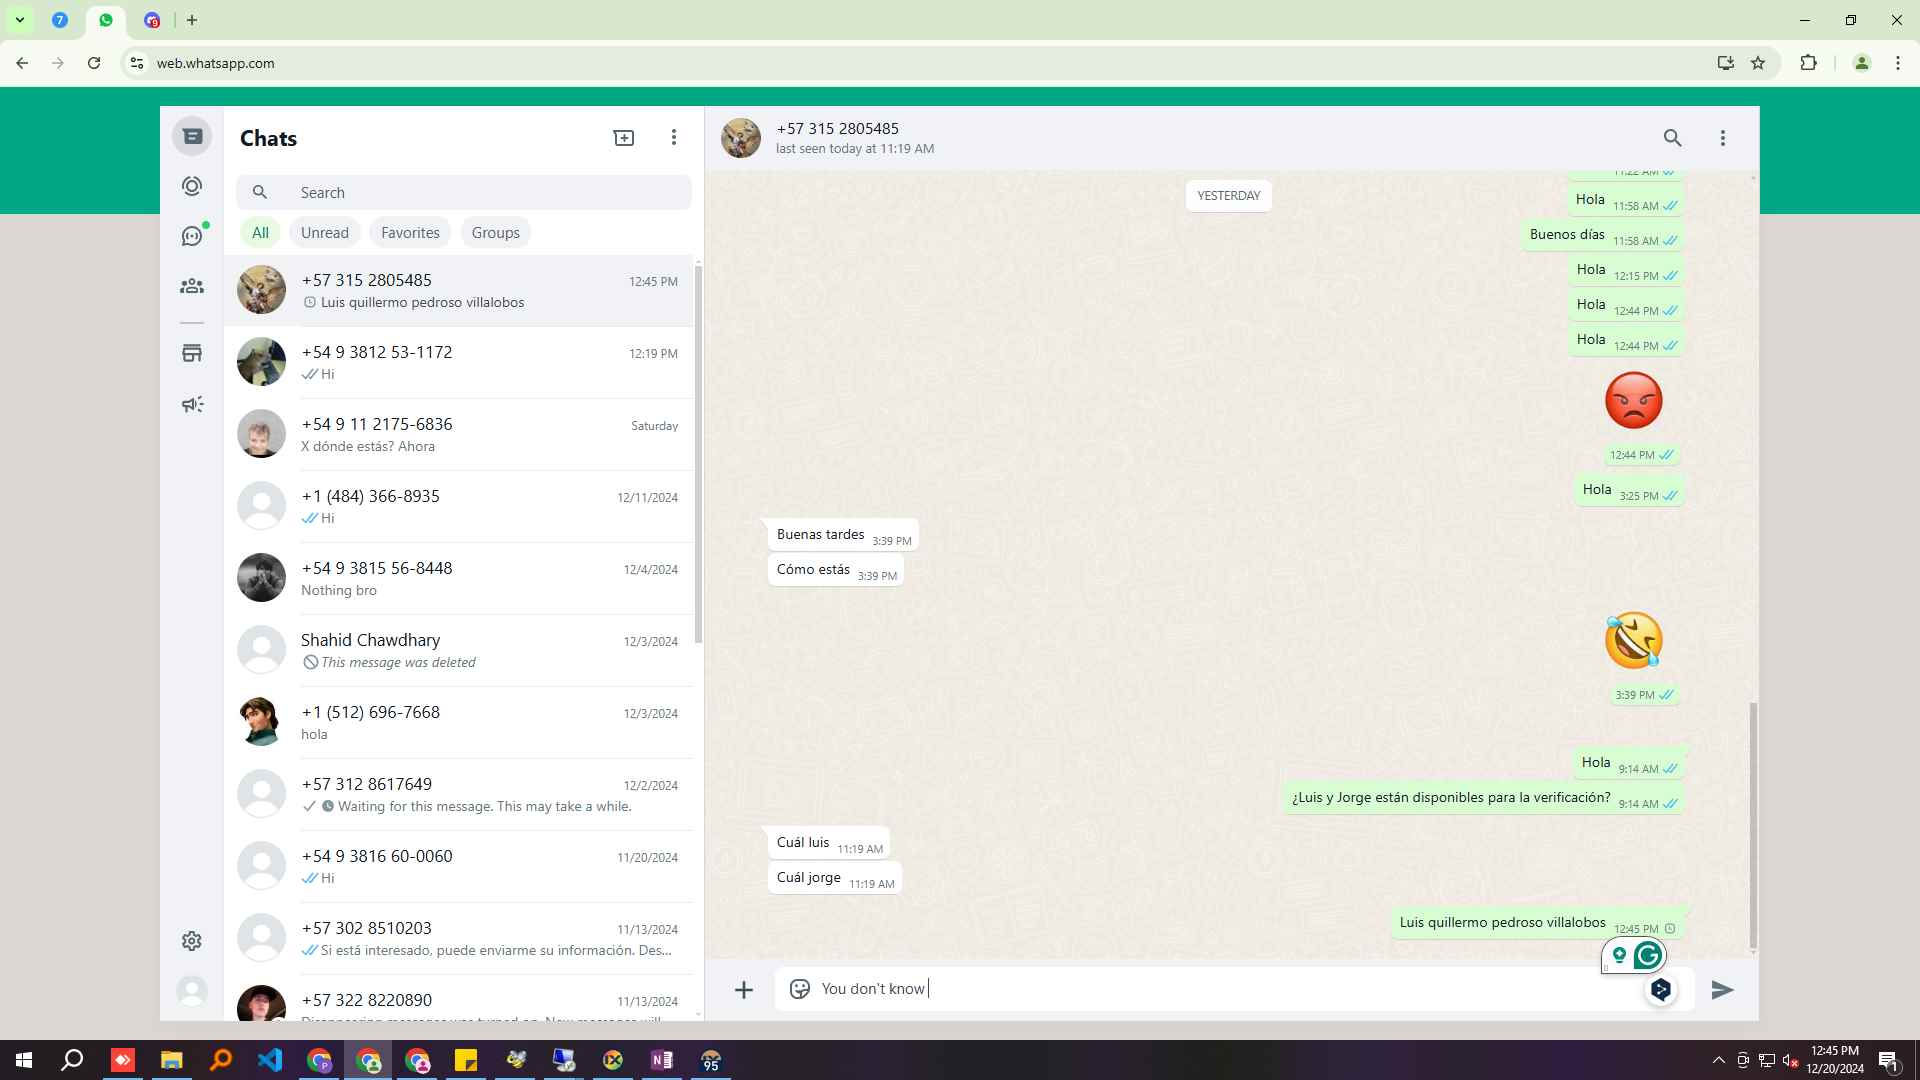 7
9
web.whatsapp.com
Chats
Search
All
Unread
Favorites
Groups
+57 315 2805485
12:45 PM
Luis quillermo pedroso villalobos
+54 9 3812 53-1172
12:19 PM
Hi
+54 9 11 2175-6836
Saturday
X dónde estás? Ahora
+1 (484) 366-8935
12/11/2024
Hi
+54 9 3815 56-8448
12/4/2024
Nothing bro
Shahid Chawdhary
12/3/2024
This message was deleted
+1 (512) 696-7668
12/3/2024
hola
+57 312 8617649
12/2/2024
Waiting for this message. This may take a while.
+54 9 3816 60-0060
11/20/2024
Hi
+57 302 8510203
11/13/2024
Si está interesado, puede enviarme su información. Des...
+57 322 8220890
11/13/2024
+57 315 2805485
last seen today at 11:19 AM
YESTERDAY
11:22 AM
Hola 11:58 AM
Buenos días 11:58 AM
Hola 12:15 PM
Hola 12:44 PM
Hola 12:44 PM
12:44 PM
Hola 3:25 PM
Buenas tardes 3:39 PM
Cómo estás 3:39 PM
3:39 PM
Hola 9:14 AM
¿Luis y Jorge están disponibles para la verificación? 9:14 AM
Cuál luis 11:19 AM
Cuál jorge 11:19 AM
Luis quillermo pedroso villalobos 12:45 PM
You don't know
P
N
95
12:45 PM
12/20/2024
1